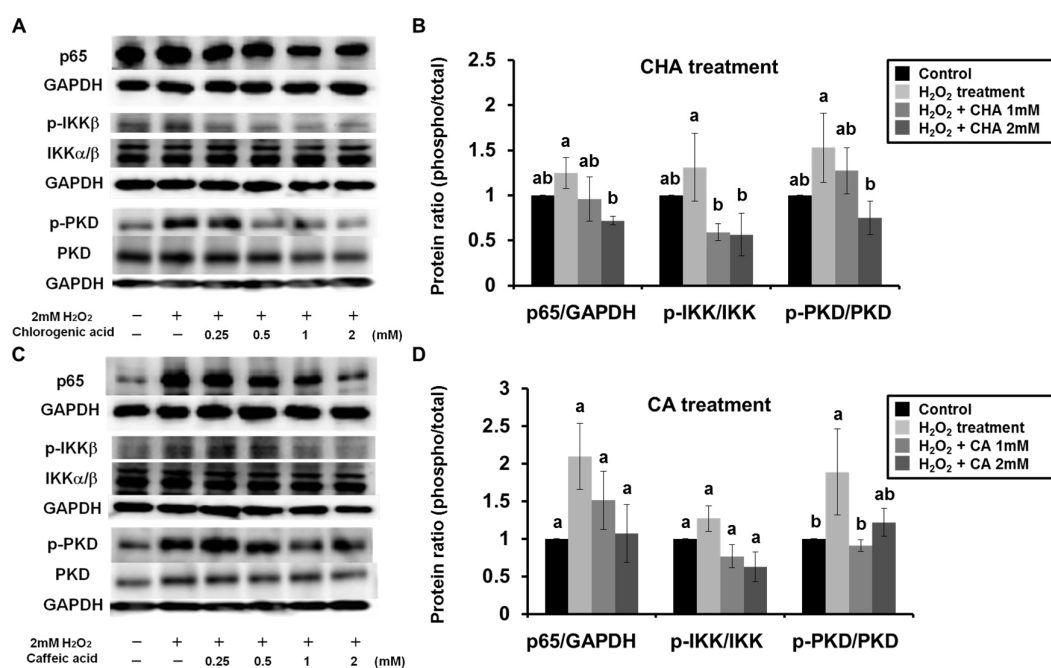 A
p65
GAPDH
p-IKKβ
IKKα/β
GAPDH
p-PKD
PKD
GAPDH
2mM H₂O₂ – + + + + +
Chlorogenic acid – – 0.25 0.5 1 2 (mM)
B
CHA treatment
Protein ratio (phospho/total)
2.5
2
1.5
1
0.5
0
ab a ab b
ab a b b
ab a ab b
p65/GAPDH p-IKK/IKK p-PKD/PKD
Control
H₂O₂ treatment
H₂O₂ + CHA 1mM
H₂O₂ + CHA 2mM
C
p65
GAPDH
p-IKKβ
IKKα/β
GAPDH
p-PKD
PKD
GAPDH
2mM H₂O₂ – + + + + +
Caffeic acid – – 0.25 0.5 1 2 (mM)
D
CA treatment
Protein ratio (phospho/total)
3
2.5
2
1.5
1
0.5
0
a a a a
a a a a
b a b ab
p65/GAPDH p-IKK/IKK p-PKD/PKD
Control
H₂O₂ treatment
H₂O₂ + CA 1mM
H₂O₂ + CA 2mM